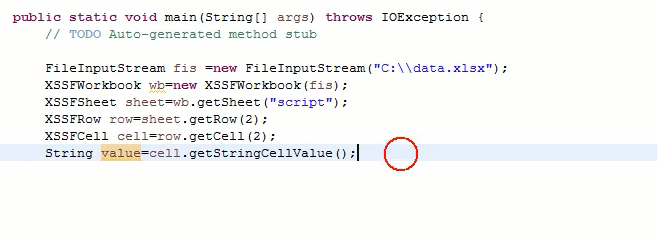 public static void main(String[] args) throws IOException {
// TODO Auto-generated method stub
FileInputStream fis =new FileInputStream("C:\\data.xlsx");
XSSFWorkbook wb=new XSSFWorkbook(fis);
XSSFSheet sheet=wb.getSheet("script");
XSSFRow row=sheet.getRow(2);
XSSFCell cell=row.getCell(2);
String value=cell.getStringCellValue();